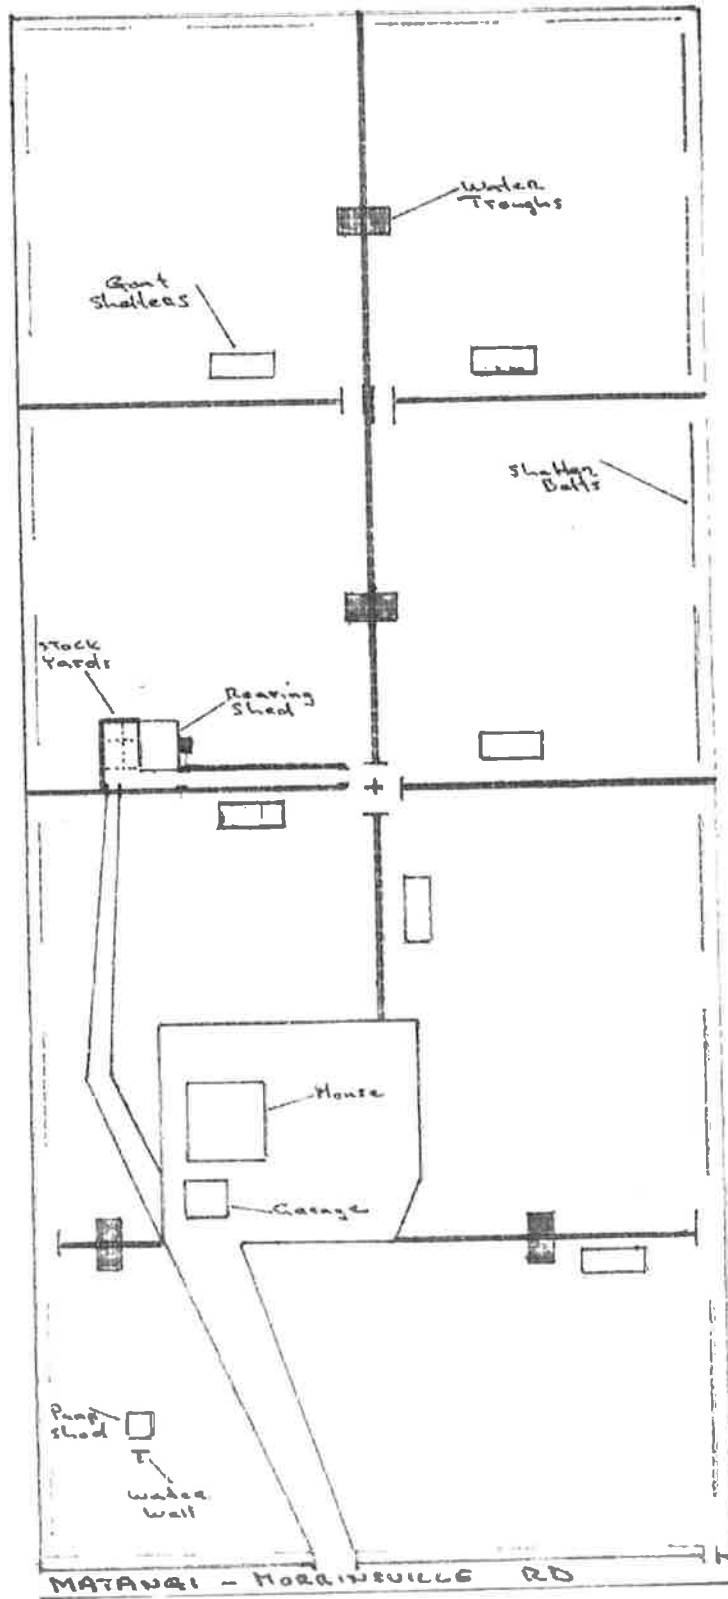 Water
Troughs
Goat
Shelters
Shelter
Belts
Stock
Yards
Rearing
Shed
House
Garage
Pump
Shed
Water
Well
MATANGI - MORRINSVILLE RD